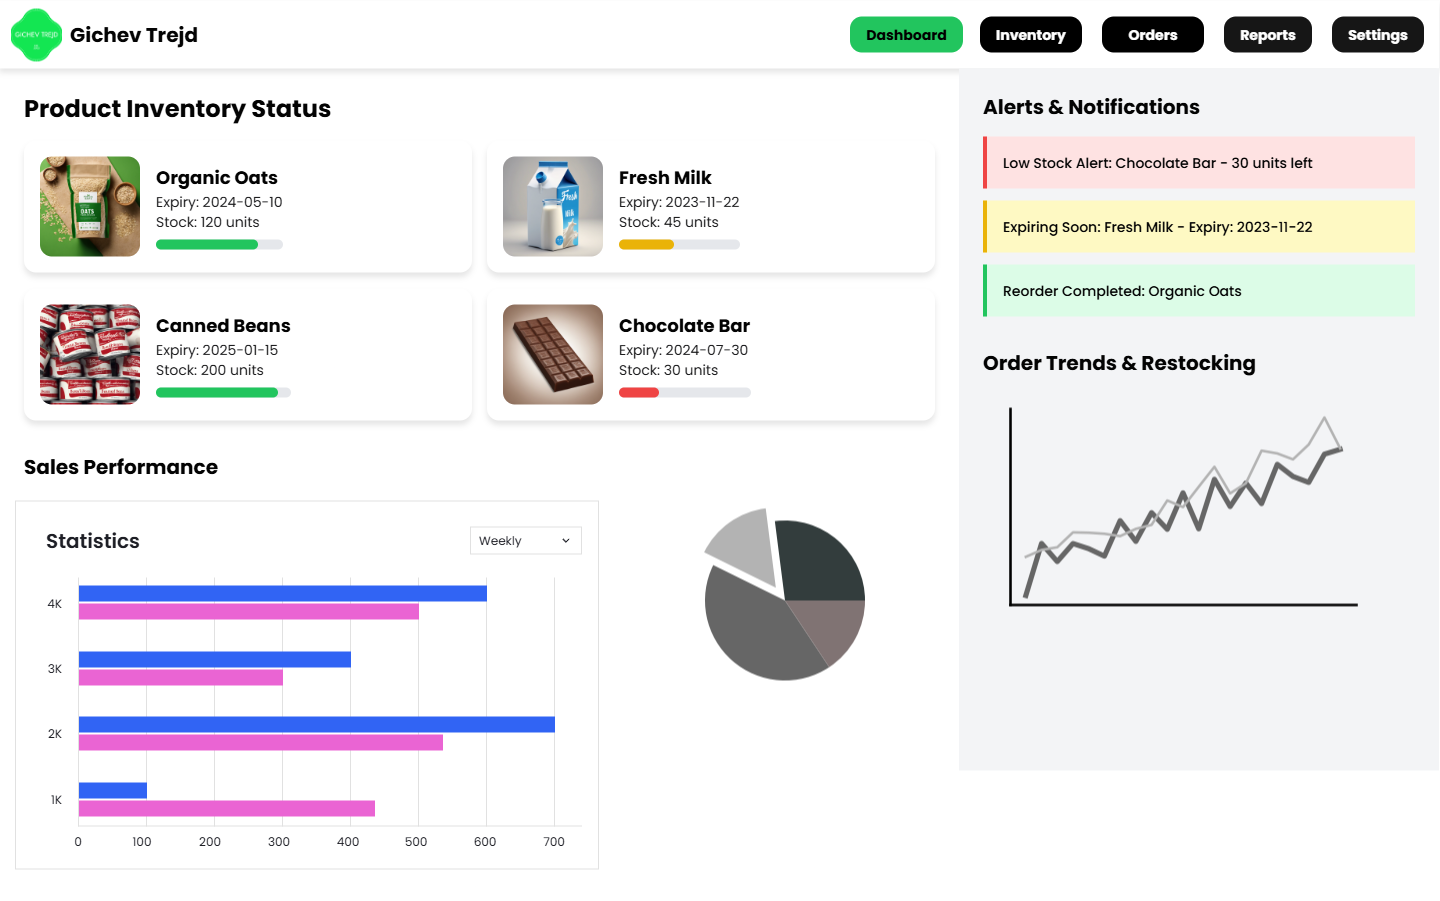 GICHEV TREJD
Gichev Trejd
Dashboard
Inventory
Orders
Reports
Settings
Product Inventory Status
Organic Oats
Expiry: 2024-05-10
Stock: 120 units
OATS
Fresh Milk
Expiry: 2023-11-22
Stock: 45 units
Fresh
Milk
Canned Beans
Expiry: 2025-01-15
Stock: 200 units
Chocolate Bar
Expiry: 2024-07-30
Stock: 30 units
Sales Performance
Statistics
Weekly
4K
3K
2K
1K
0 100 200 300 400 500 600 700
Alerts & Notifications
Low Stock Alert: Chocolate Bar - 30 units left
Expiring Soon: Fresh Milk - Expiry: 2023-11-22
Reorder Completed: Organic Oats
Order Trends & Restocking